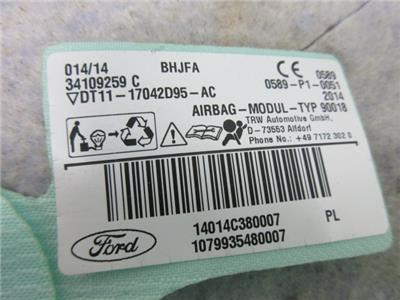 014/14 BHJFA
34109259 C
DT11-17042D95-AC
CE 0589
0589-P1-0051
2014
AIRBAG-MODUL-TYP 90018
TRW Automotive GmbH,
D-73553 Alfdorf
Phone No.: +49 7172 302 0
14014C380007 PL
1079935480007
Ford